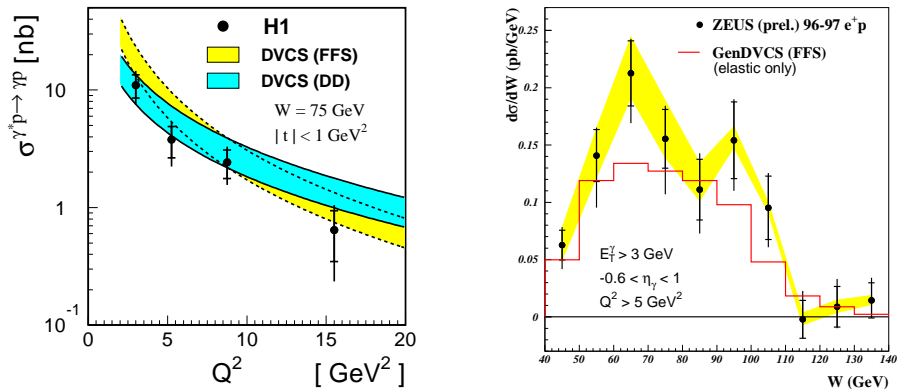 σ^γ*p→γp [nb]
10
1
10^-1
H1
DVCS (FFS)
DVCS (DD)
W = 75 GeV
| t | < 1 GeV²
0 5 10 15 20
Q² [ GeV² ]
dσ/dW (pb/GeV)
0.25
0.2
0.15
0.1
0.05
0
ZEUS (prel.) 96-97 e⁺p
GenDVCS (FFS)
(elastic only)
E_T^γ > 3 GeV
-0.6 < η_γ < 1
Q² > 5 GeV²
40 50 60 70 80 90 100 110 120 130 140
W (GeV)